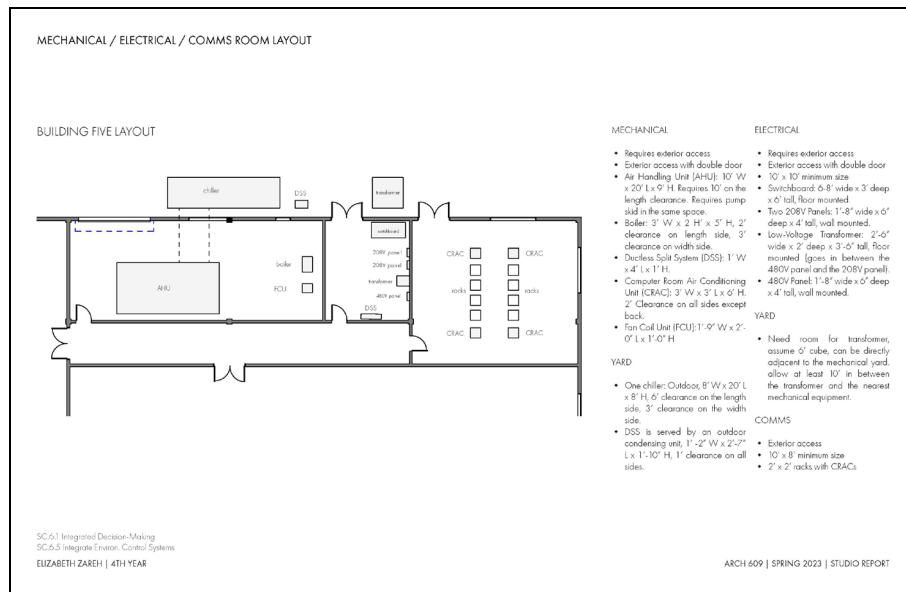 MECHANICAL / ELECTRICAL / COMMS ROOM LAYOUT
BUILDING FIVE LAYOUT
chiller
DSS
transformer
switchboard
208V panel
208V panel
transformer
480V panel
DSS
boiler
FCU
AHU
CRAC
CRAC
racks
racks
CRAC
CRAC
MECHANICAL
• Requires exterior access
• Exterior access with double door
• Air Handling Unit (AHU): 10' W
x 20' L x 9' H. Requires 10' on the
length clearance. Requires pump
skid in the same space.
• Boiler: 3' W x 2 H' x 5' H, 2'
clearance on length side, 3'
clearance on width side.
• Ductless Split System (DSS): 1' W
x 4' L x 1' H.
• Computer Room Air Conditioning
Unit (CRAC): 3' W x 3' L x 6' H.
2' Clearance on all sides except
back.
• Fan Coil Unit (FCU):1'-9" W x 2'-
0" L x 1'-0" H
YARD
• One chiller: Outdoor, 8' W x 20' L
x 8' H, 6' clearance on the length
side, 3' clearance on the width
side.
• DSS is served by an outdoor
condensing unit, 1' -2" W x 2'-7"
L x 1'-10" H, 1' clearance on all
sides.
ELECTRICAL
• Requires exterior access
• Exterior access with double door
• 10' x 10' minimum size
• Switchboard: 6-8' wide x 3' deep
x 6' tall, floor mounted.
• Two 208V Panels: 1'-8" wide x 6"
deep x 4' tall, wall mounted.
• Low-Voltage Transformer: 2'-6"
wide x 2' deep x 3'-6" tall, floor
mounted (goes in between the
480V panel and the 208V panel).
• 480V Panel: 1'-8" wide x 6" deep
x 4' tall, wall mounted.
YARD
• Need room for transformer,
assume 6' cube, can be directly
adjacent to the mechanical yard.
allow at least 10' in between
the transformer and the nearest
mechanical equipment.
COMMS
• Exterior access
• 10' x 8' minimum size
• 2' x 2' racks with CRACs
SC.6.1 Integrated Decision-Making
SC.6.5 Integrate Environ. Control Systems
ELIZABETH ZAREH | 4TH YEAR
ARCH 609 | SPRING 2023 | STUDIO REPORT